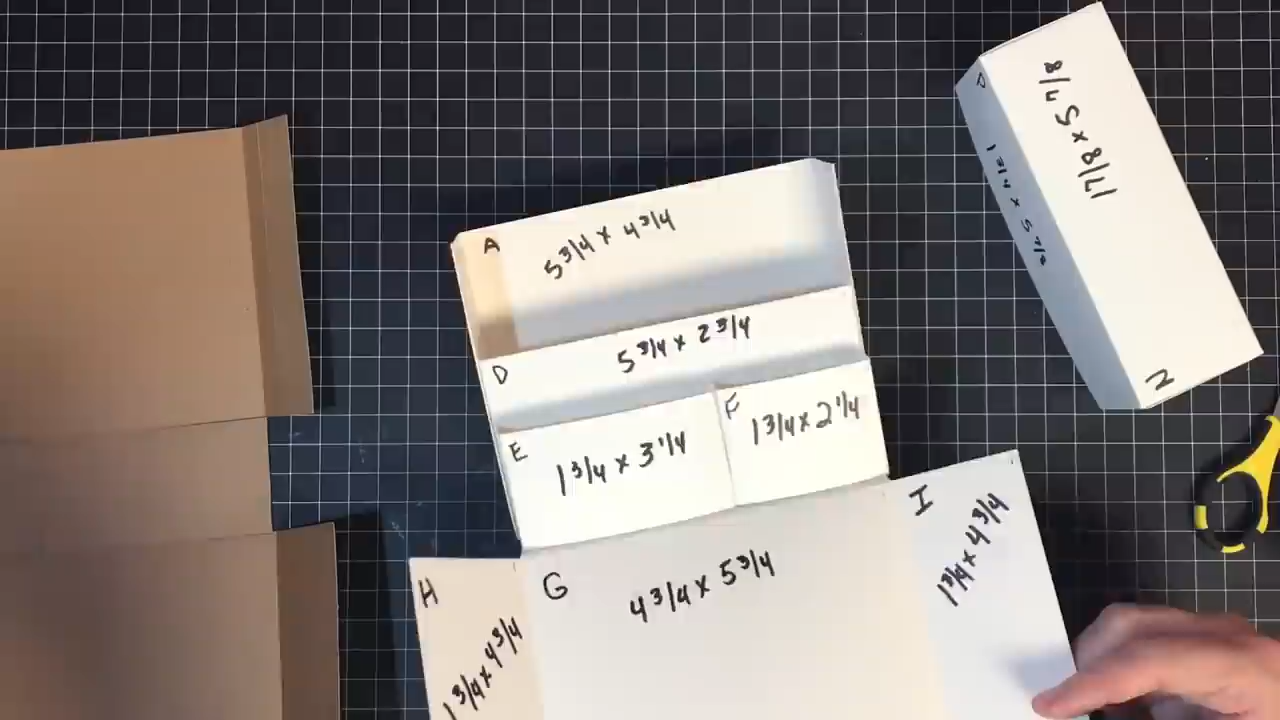 A
5 3/4 x 4 3/4
D
5 3/4 x 2 3/4
E
1 3/4 x 3 1/4
F
1 3/4 x 2 1/4
G
4 3/4 x 5 3/4
H
1 3/4 x 4 3/4
I
1 3/4 x 4 3/4
1 7/8 x 5 7/8
N